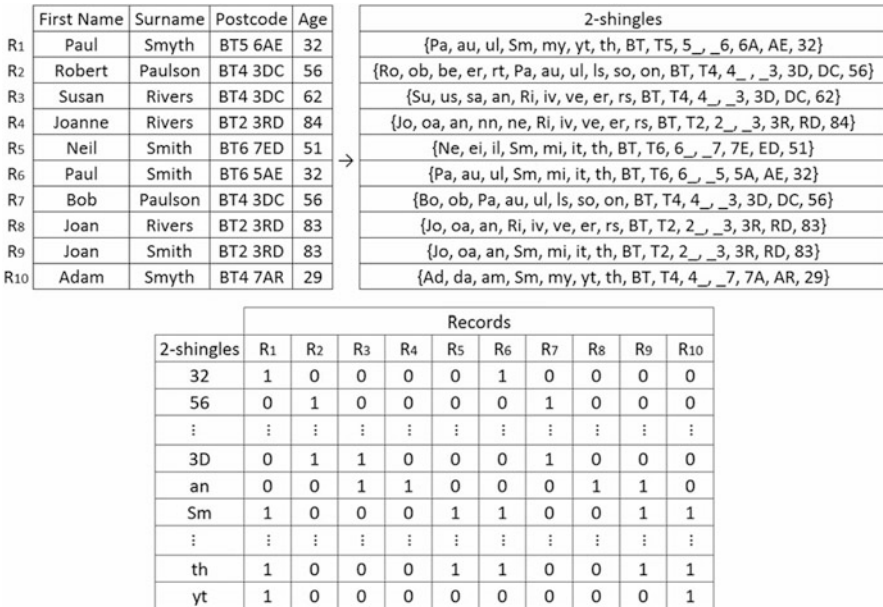 First Name Surname Postcode Age 2-shingles
R1 Paul Smyth BT5 6AE 32 {Pa, au, ul, Sm, my, yt, th, BT, T5, 5_, _6, 6A, AE, 32}
R2 Robert Paulson BT4 3DC 56 {Ro, ob, be, er, rt, Pa, au, ul, ls, so, on, BT, T4, 4_ , _3, 3D, DC, 56}
R3 Susan Rivers BT4 3DC 62 {Su, us, sa, an, Ri, iv, ve, er, rs, BT, T4, 4_, _3, 3D, DC, 62}
R4 Joanne Rivers BT2 3RD 84 {Jo, oa, an, nn, ne, Ri, iv, ve, er, rs, BT, T2, 2_, _3, 3R, RD, 84}
R5 Neil Smith BT6 7ED 51 → {Ne, ei, il, Sm, mi, it, th, BT, T6, 6_, _7, 7E, ED, 51}
R6 Paul Smith BT6 5AE 32 {Pa, au, ul, Sm, mi, it, th, BT, T6, 6_, _5, 5A, AE, 32}
R7 Bob Paulson BT4 3DC 56 {Bo, ob, Pa, au, ul, ls, so, on, BT, T4, 4_, _3, 3D, DC, 56}
R8 Joan Rivers BT2 3RD 83 {Jo, oa, an, Ri, iv, ve, er, rs, BT, T2, 2_, _3, 3R, RD, 83}
R9 Joan Smith BT2 3RD 83 {Jo, oa, an, Sm, mi, it, th, BT, T2, 2_, _3, 3R, RD, 83}
R10 Adam Smyth BT4 7AR 29 {Ad, da, am, Sm, my, yt, th, BT, T4, 4_, _7, 7A, AR, 29}
Records
2-shingles R1 R2 R3 R4 R5 R6 R7 R8 R9 R10
32 1 0 0 0 0 1 0 0 0 0
56 0 1 0 0 0 0 1 0 0 0
⋮ ⋮ ⋮ ⋮ ⋮ ⋮ ⋮ ⋮ ⋮ ⋮ ⋮
3D 0 1 1 0 0 0 1 0 0 0
an 0 0 1 1 0 0 0 1 1 0
Sm 1 0 0 0 1 1 0 0 1 1
⋮ ⋮ ⋮ ⋮ ⋮ ⋮ ⋮ ⋮ ⋮ ⋮ ⋮
th 1 0 0 0 1 1 0 0 1 1
yt 1 0 0 0 0 0 0 0 0 1